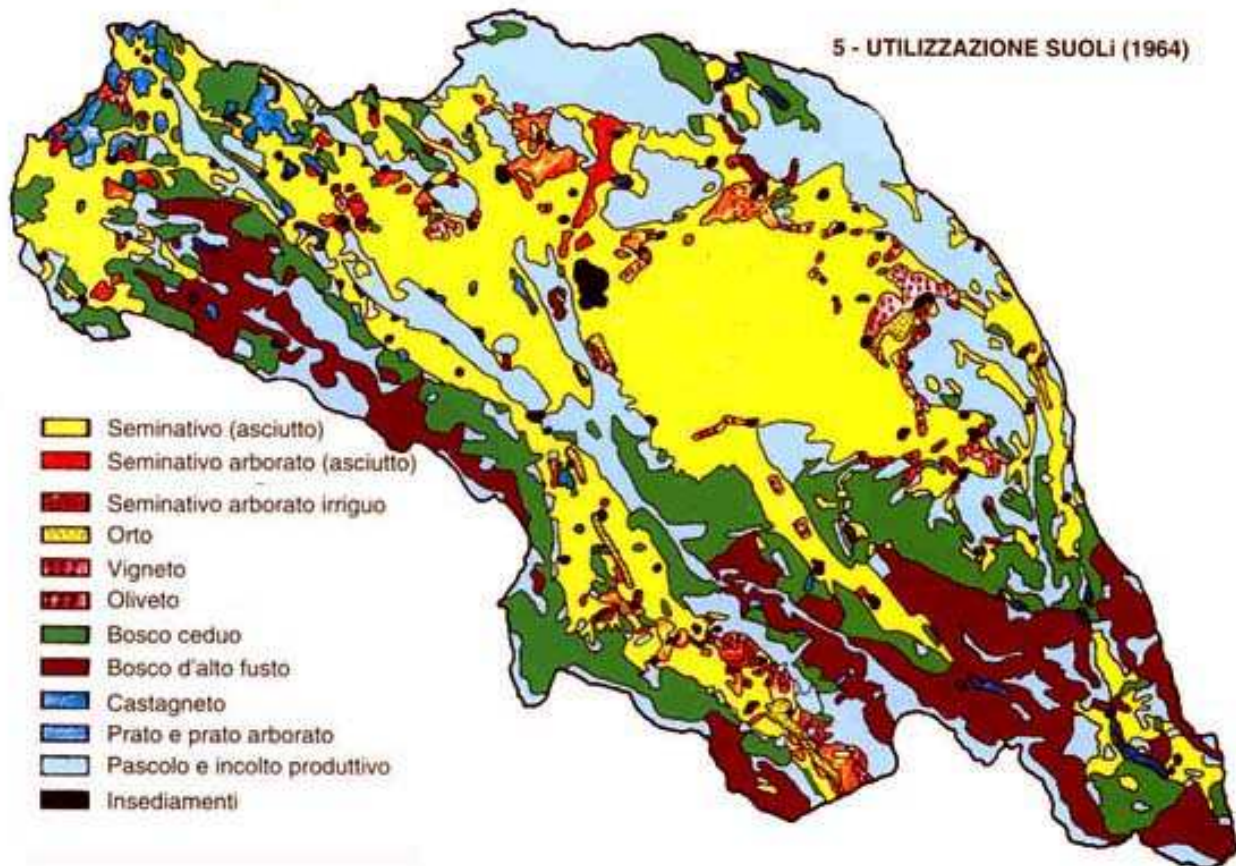 5 - UTILIZZAZIONE SUOLi (1964)
Seminativo (asciutto)
Seminativo arborato (asciutto)
Seminativo arborato irriguo
Orto
Vigneto
Oliveto
Bosco ceduo
Bosco d'alto fusto
Castagneto
Prato e prato arborato
Pascolo e incolto produttivo
Insediamenti